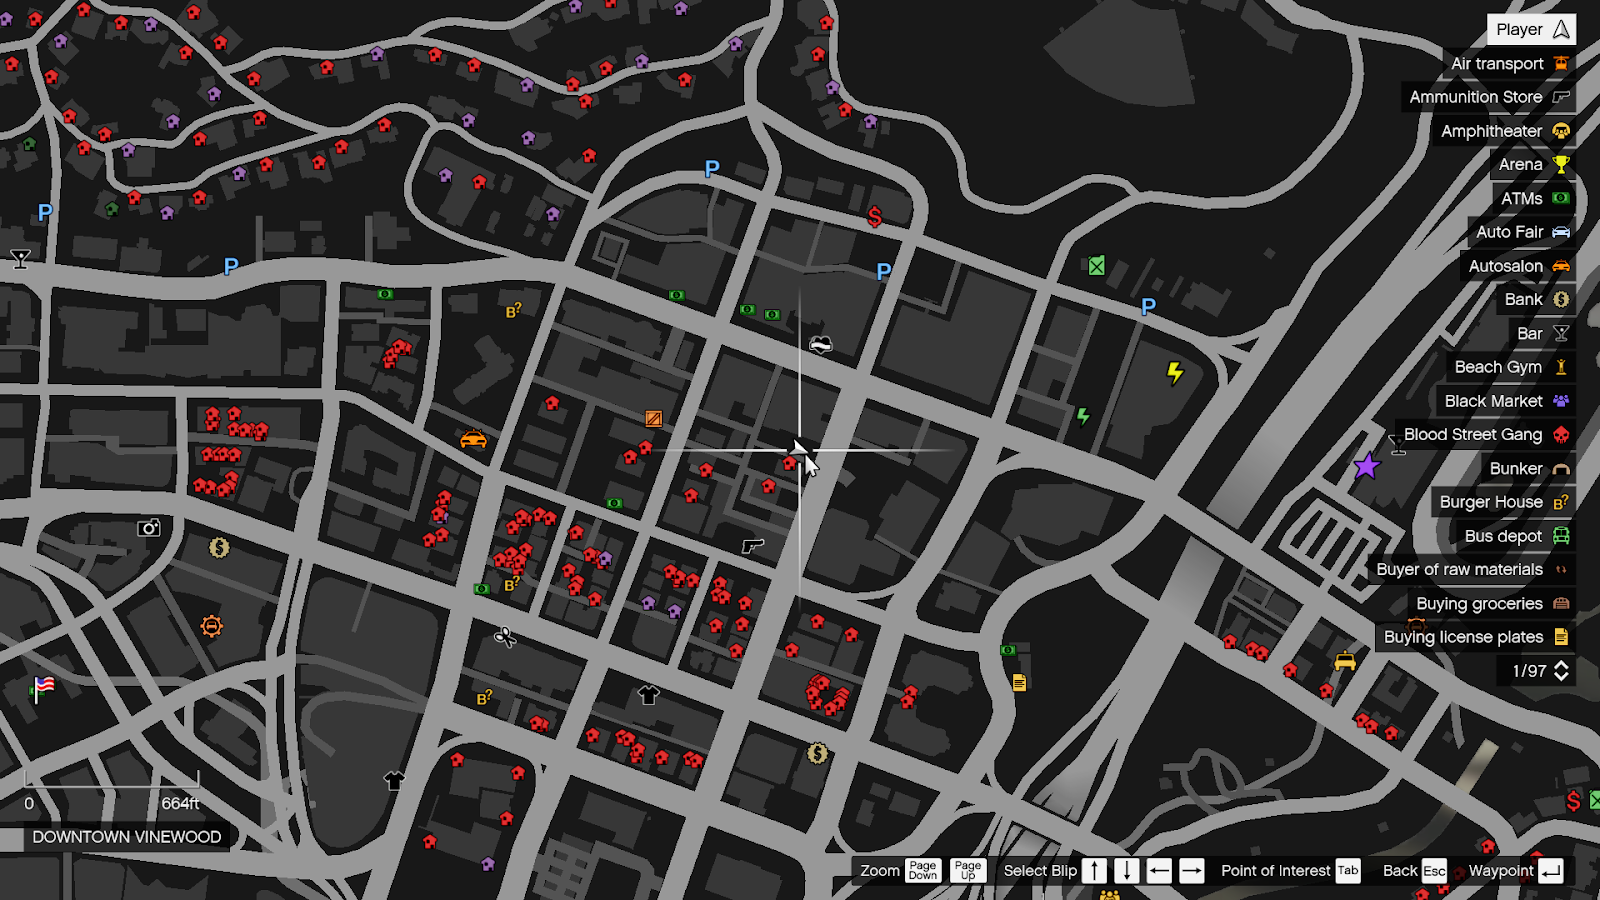 Player
Air transport
Ammunition Store
Amphitheater
Arena
ATMs
Auto Fair
Autosalon
Bank
Bar
Beach Gym
Black Market
Blood Street Gang
Bunker
Burger House
Bus depot
Buyer of raw materials
Buying groceries
Buying license plates
1/97
P
P
P
P
P
$
B?
B?
B?
$
$
$
0 664ft
DOWNTOWN VINEWOOD
Zoom Page Down Page Up Select Blip ↑ ↓ ← → Point of Interest Tab Back Esc Waypoint